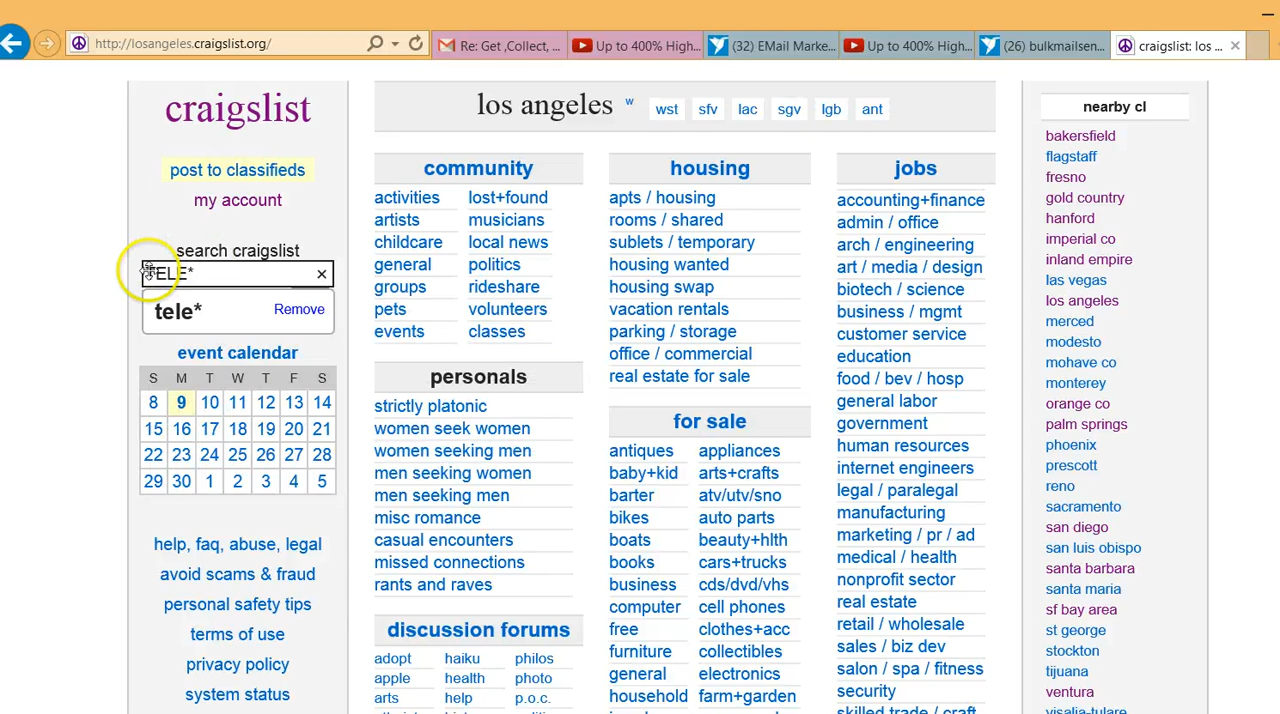 http://losangeles.craigslist.org/
Re: Get ,Collect, ...
Up to 400% High...
(32) EMail Marke...
Up to 400% High...
(26) bulkmailsen...
craigslist: los ...
craigslist
post to classifieds
my account
search craigslist
TELE*
tele* Remove
event calendar
S M T W T F S
8 9 10 11 12 13 14
15 16 17 18 19 20 21
22 23 24 25 26 27 28
29 30 1 2 3 4 5
help, faq, abuse, legal
avoid scams & fraud
personal safety tips
terms of use
privacy policy
system status
los angeles w wst sfv lac sgv lgb ant
community
activities lost+found
artists musicians
childcare local news
general politics
groups rideshare
pets volunteers
events classes
personals
strictly platonic
women seek women
women seeking men
men seeking women
men seeking men
misc romance
casual encounters
missed connections
rants and raves
discussion forums
adopt haiku philos
apple health photo
arts help p.o.c.
housing
apts / housing
rooms / shared
sublets / temporary
housing wanted
housing swap
vacation rentals
parking / storage
office / commercial
real estate for sale
for sale
antiques appliances
baby+kid arts+crafts
barter atv/utv/sno
bikes auto parts
boats beauty+hlth
books cars+trucks
business cds/dvd/vhs
computer cell phones
free clothes+acc
furniture collectibles
general electronics
household farm+garden
jobs
accounting+finance
admin / office
arch / engineering
art / media / design
biotech / science
business / mgmt
customer service
education
food / bev / hosp
general labor
government
human resources
internet engineers
legal / paralegal
manufacturing
marketing / pr / ad
medical / health
nonprofit sector
real estate
retail / wholesale
sales / biz dev
salon / spa / fitness
security
skilled trade / craft
nearby cl
bakersfield
flagstaff
fresno
gold country
hanford
imperial co
inland empire
las vegas
los angeles
merced
modesto
mohave co
monterey
orange co
palm springs
phoenix
prescott
reno
sacramento
san diego
san luis obispo
santa barbara
santa maria
sf bay area
st george
stockton
tijuana
ventura
visalia-tulare